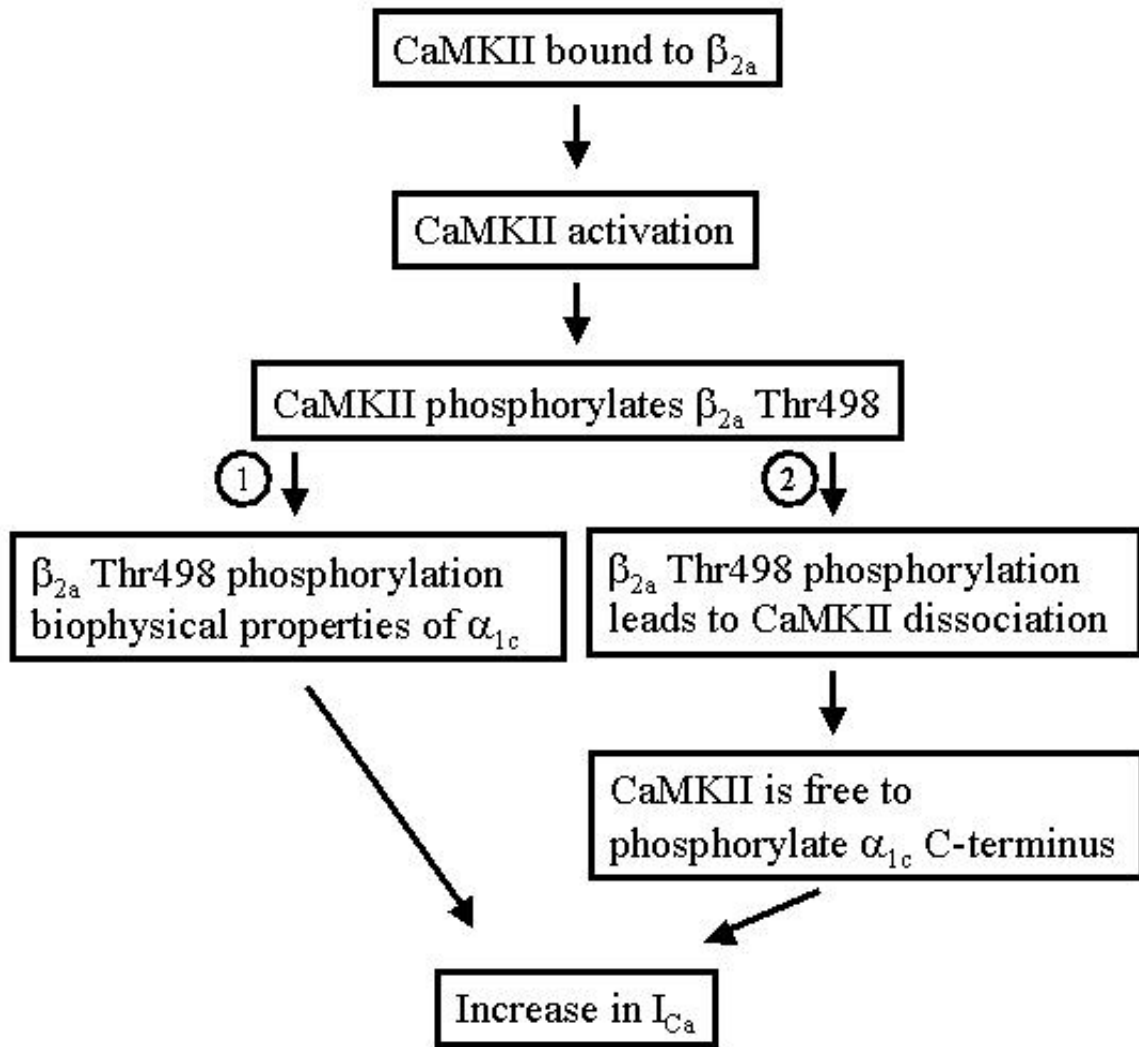 CaMKII bound to β2a
CaMKII activation
CaMKII phosphorylates β2a Thr498
1
2
β2a Thr498 phosphorylation
biophysical properties of α1c
β2a Thr498 phosphorylation
leads to CaMKII dissociation
CaMKII is free to
phosphorylate α1c C-terminus
Increase in ICa